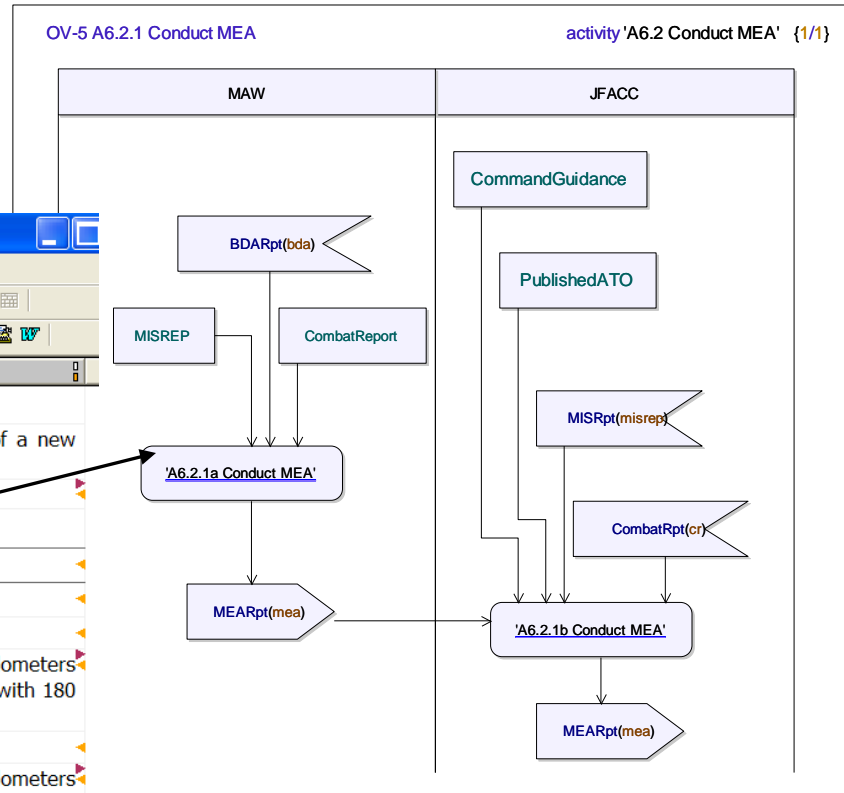 OV-5 A6.2.1 Conduct MEA
activity 'A6.2 Conduct MEA' {1/1}
MAW
JFACC
CommandGuidance
BDARpt(bda)
PublishedATO
MISREP
CombatReport
W
MISRpt(misrep)
f a new
'A6.2.1a Conduct MEA'
CombatRpt(cr)
MEARpt(mea)
'A6.2.1b Conduct MEA'
ometers
with 180
MEARpt(mea)
ometers